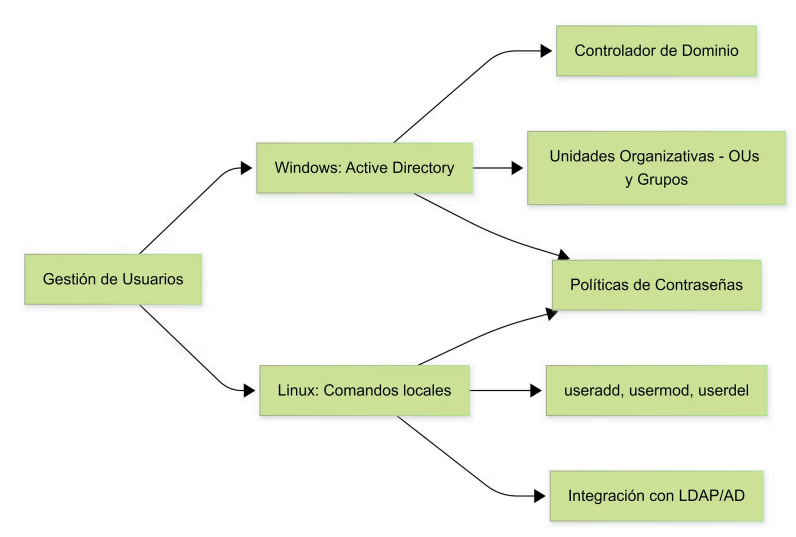 Controlador de Dominio
Windows: Active Directory
Unidades Organizativas - OUs
y Grupos
Gestión de Usuarios
Políticas de Contraseñas
Linux: Comandos locales
useradd, usermod, userdel
Integración con LDAP/AD